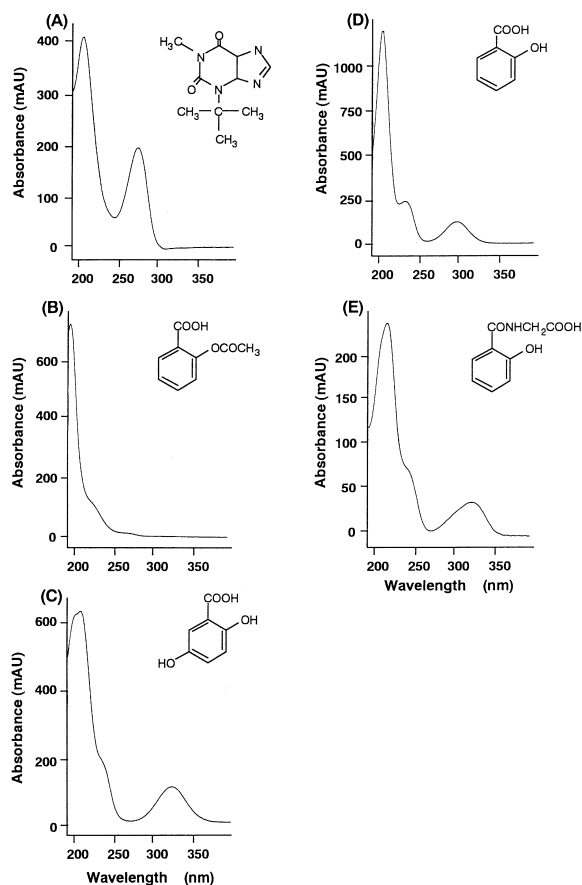 (A)
Absorbance (mAU)
400
300
200
100
0
200 250 300 350
CH₃
O
N
N
O
N
N
CH₃ C CH₃
CH₃
(B)
Absorbance (mAU)
600
400
200
0
200 250 300 350
COOH
OCOCH₃
(C)
Absorbance (mAU)
600
400
200
0
200 250 300 350
Wavelength (nm)
COOH
OH
HO
(D)
Absorbance (mAU)
1000
750
500
250
0
200 250 300 350
COOH
OH
(E)
Absorbance (mAU)
200
150
100
50
0
200 250 300 350
Wavelength (nm)
CONHCH₂COOH
OH